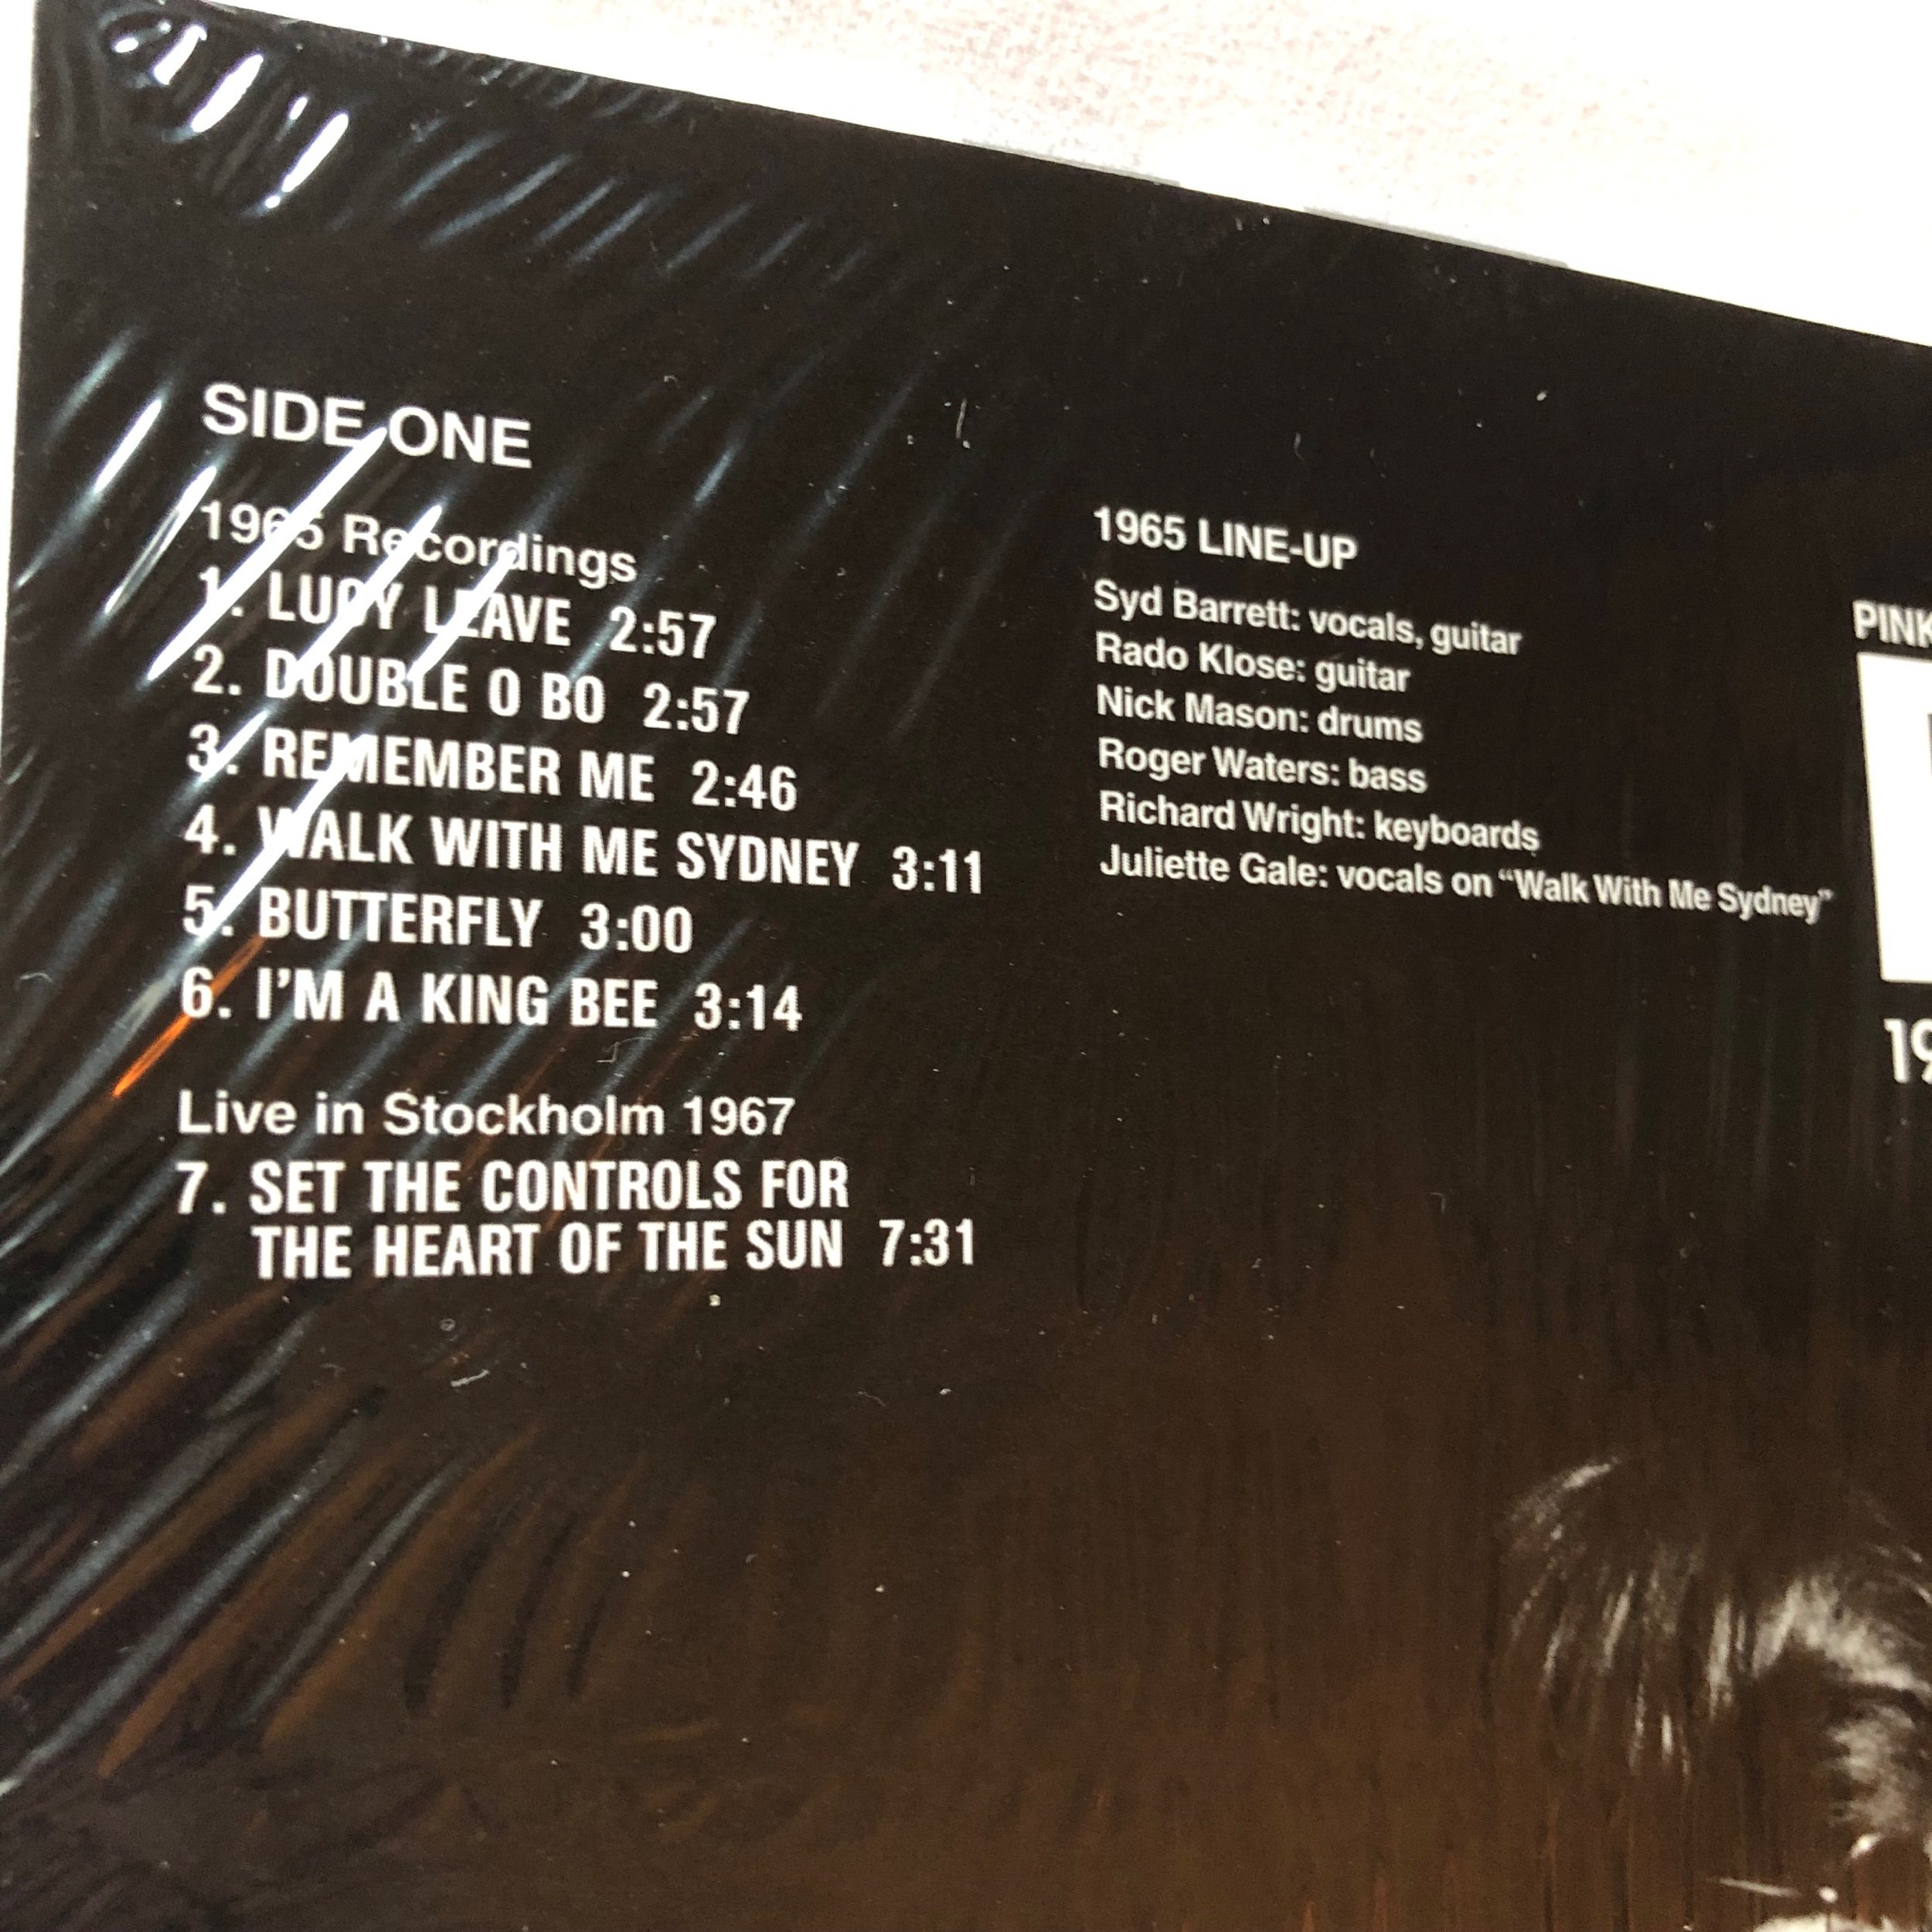 SIDE ONE
1965 Recordings
1. LUCY LEAVE 2:57
2. DOUBLE O BO 2:57
3. REMEMBER ME 2:46
4. WALK WITH ME SYDNEY 3:11
5. BUTTERFLY 3:00
6. I'M A KING BEE 3:14
Live in Stockholm 1967
7. SET THE CONTROLS FOR
THE HEART OF THE SUN 7:31
1965 LINE-UP
Syd Barrett: vocals, guitar
Rado Klose: guitar
Nick Mason: drums
Roger Waters: bass
Richard Wright: keyboards
Juliette Gale: vocals on “Walk With Me Sydney”
PINK